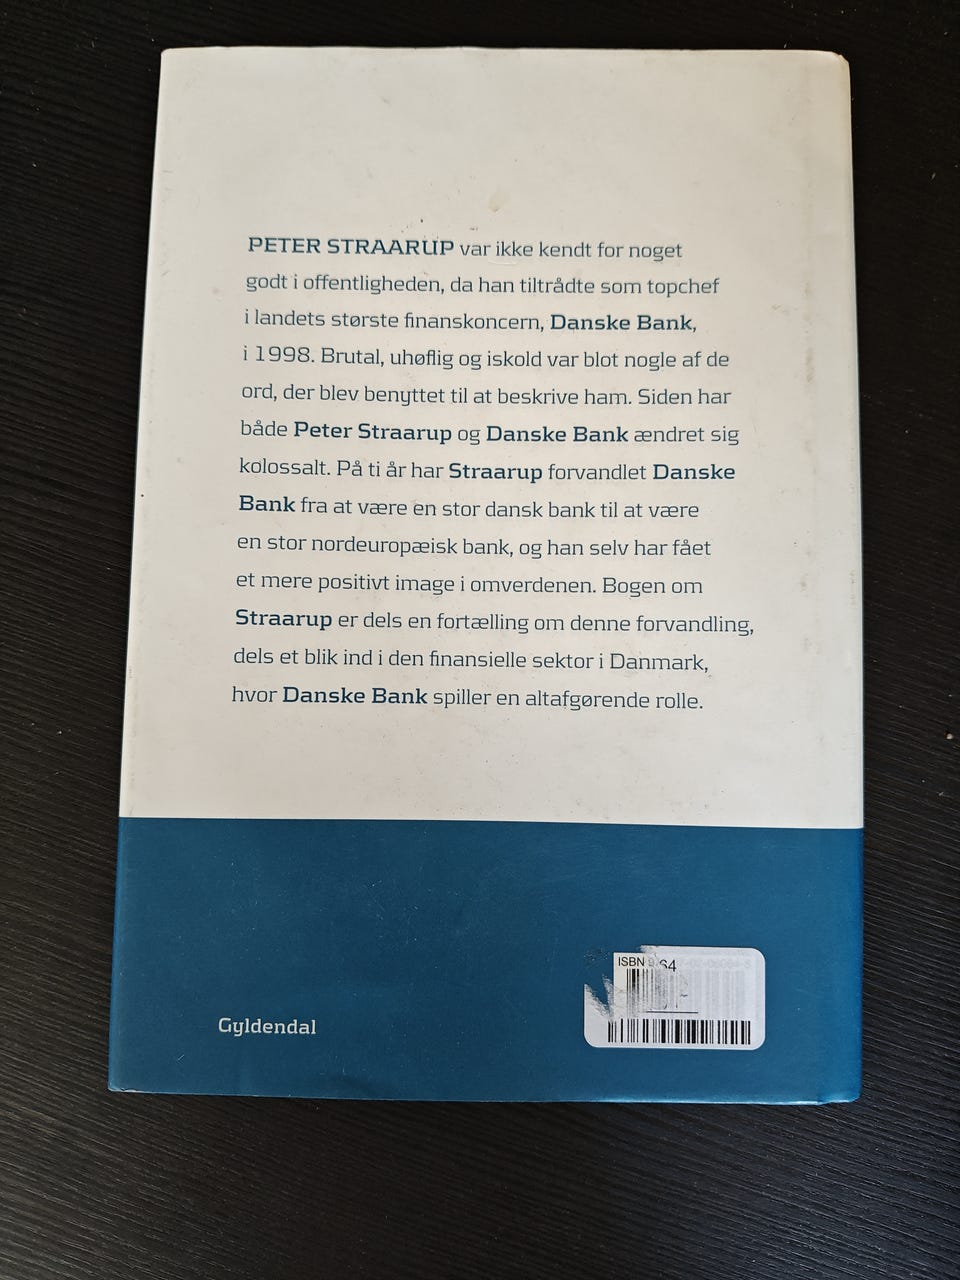 PETER STRAARUP var ikke kendt for noget
godt i offentligheden, da han tiltrådte som topchef
i landets største finanskoncern, Danske Bank,
i 1998. Brutal, uhøflig og iskold var blot nogle af de
ord, der blev benyttet til at beskrive ham. Siden har
både Peter Straarup og Danske Bank ændret sig
kolossalt. På ti år har Straarup forvandlet Danske
Bank fra at være en stor dansk bank til at være
en stor nordeuropæisk bank, og han selv har fået
et mere positivt image i omverdenen. Bogen om
Straarup er dels en fortælling om denne forvandling,
dels et blik ind i den finansielle sektor i Danmark,
hvor Danske Bank spiller en altafgørende rolle.
ISBN
Gyldendal